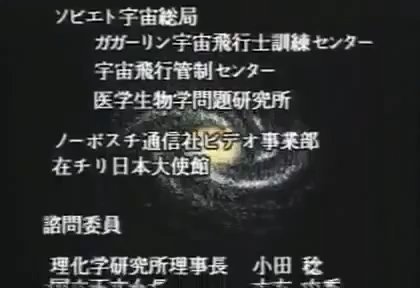 ソビエト宇宙総局
ガガーリン宇宙飛行士訓練センター
宇宙飛行管制センター
医学生物学問題研究所
ノーボスチ通信社ビデオ事業部
在チリ日本大使館
諮問委員
理化学研究所理事長　小田 稔